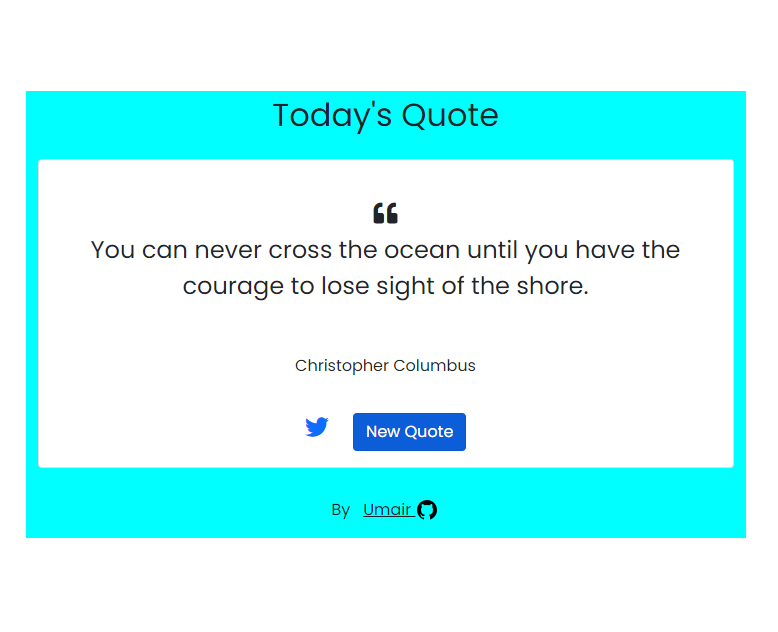 Today's Quote
You can never cross the ocean until you have the
courage to lose sight of the shore.
Christopher Columbus
New Quote
By Umair